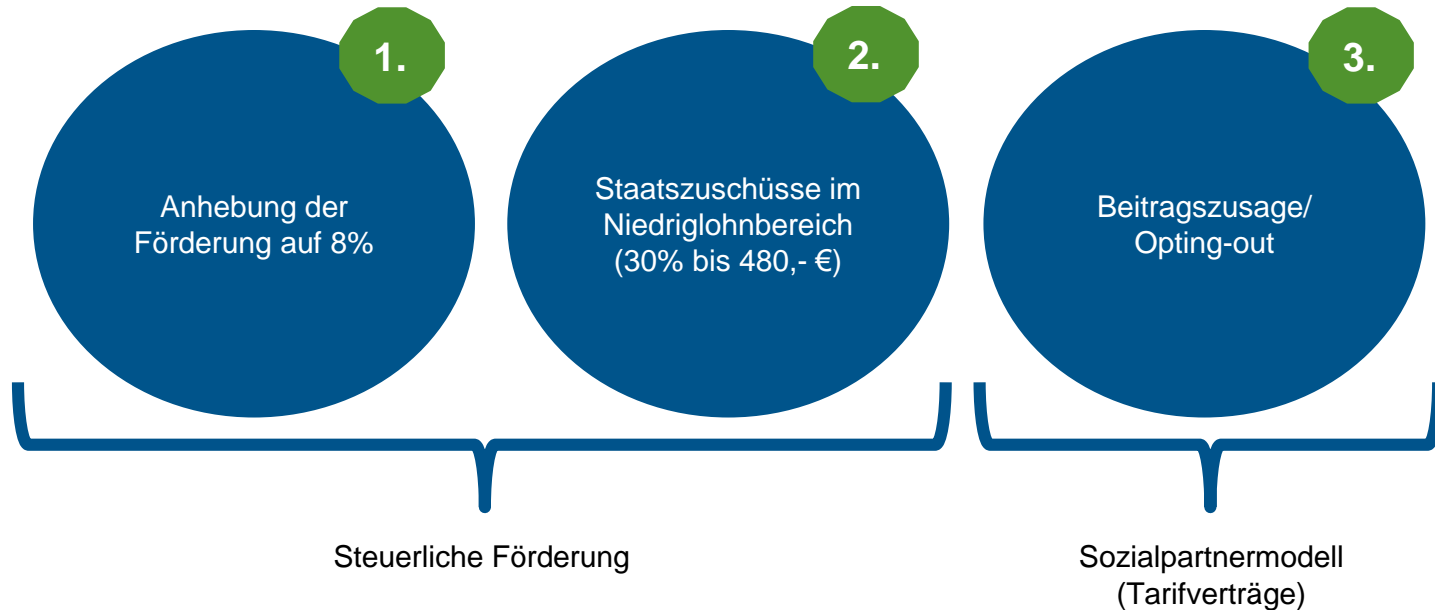 1.
Anhebung der
Förderung auf 8%
2.
Staatszuschüsse im
Niedriglohnbereich
(30% bis 480,- €)
3.
Beitragszusage/
Opting-out
Steuerliche Förderung
Sozialpartnermodell
(Tarifverträge)